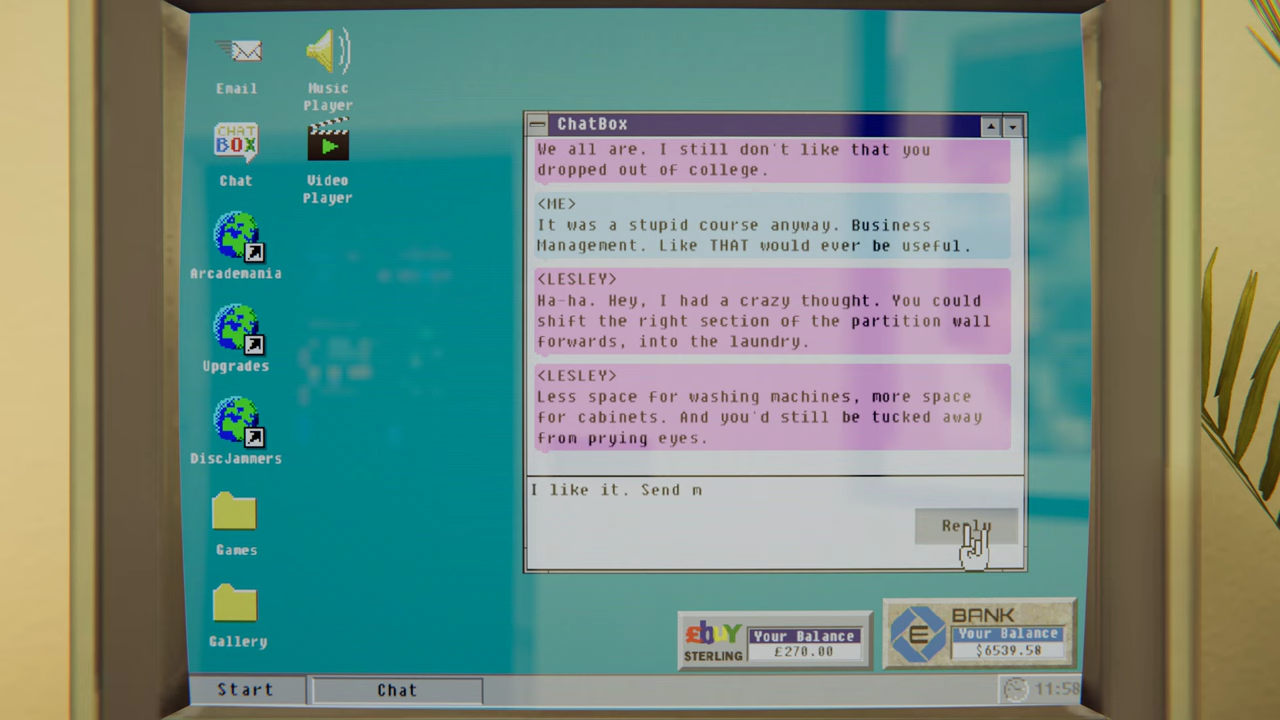 Email
Music
Player
CHAT
BOX
Chat
Video
Player
Arcademania
Upgrades
DiscJammers
Games
Gallery
ChatBox
We all are. I still don't like that you
dropped out of college.
<ME>
It was a stupid course anyway. Business
Management. Like THAT would ever be useful.
<LESLEY>
Ha-ha. Hey, I had a crazy thought. You could
shift the right section of the partition wall
forwards, into the laundry.
<LESLEY>
Less space for washing machines, more space
for cabinets. And you'd still be tucked away
from prying eyes.
I like it. Send m
Reply
£buY
STERLING
Your Balance
£270.00
E
BANK
Your Balance
$6539.58
Start
Chat
11:58